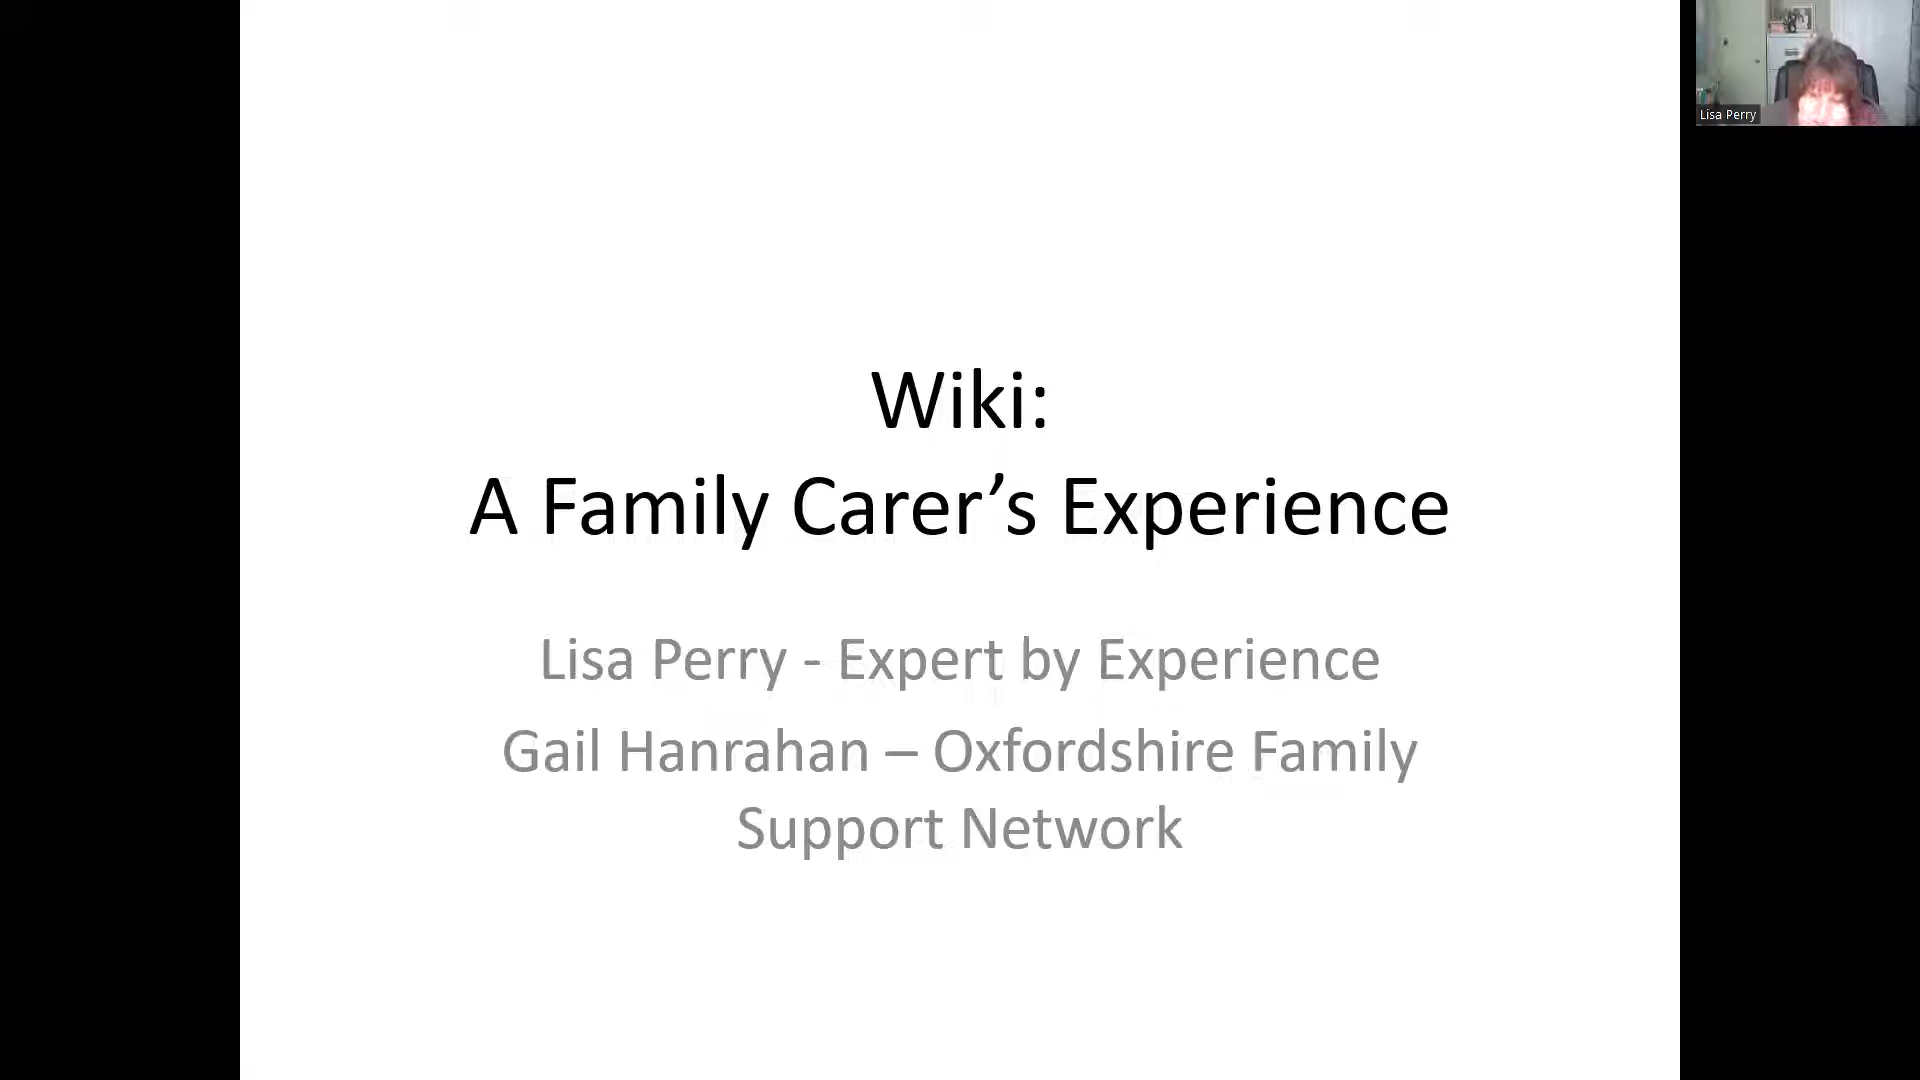 Wiki:
A Family Carer’s Experience
Lisa Perry - Expert by Experience
Gail Hanrahan – Oxfordshire Family
Support Network
Lisa Perry